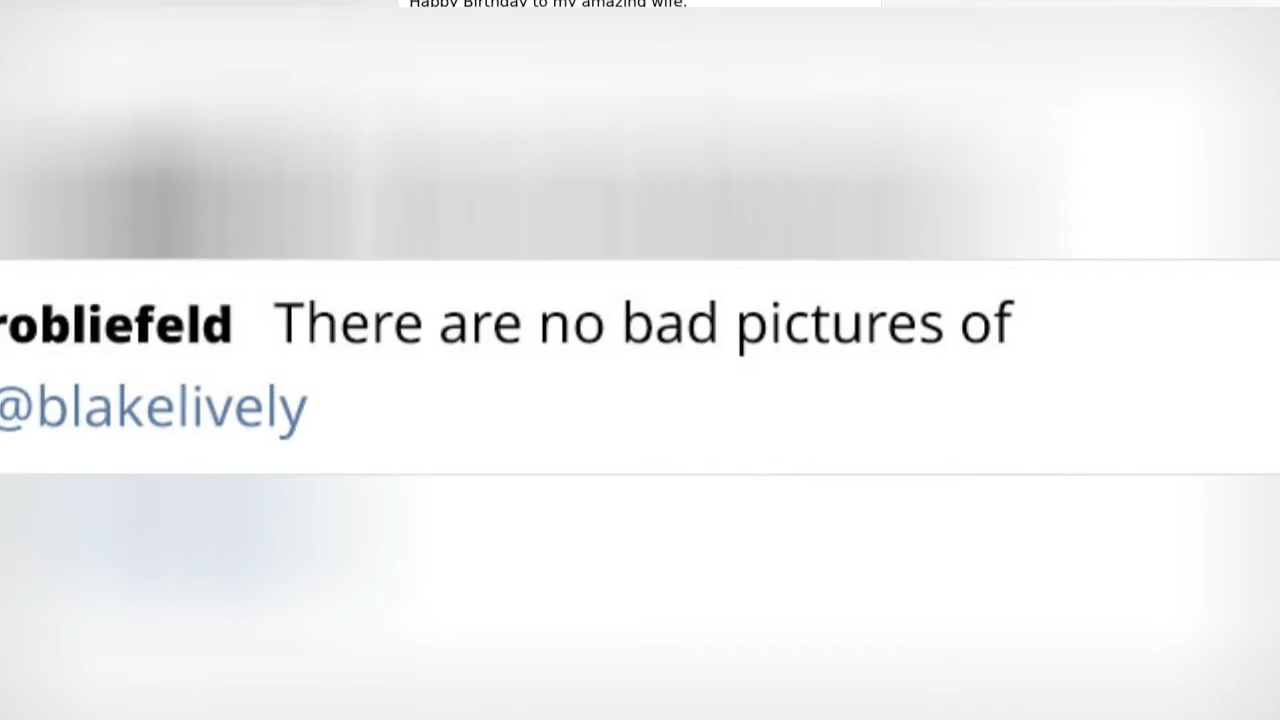 Happy Birthday to my amazing wife.
robliefeld There are no bad pictures of
@blakelively